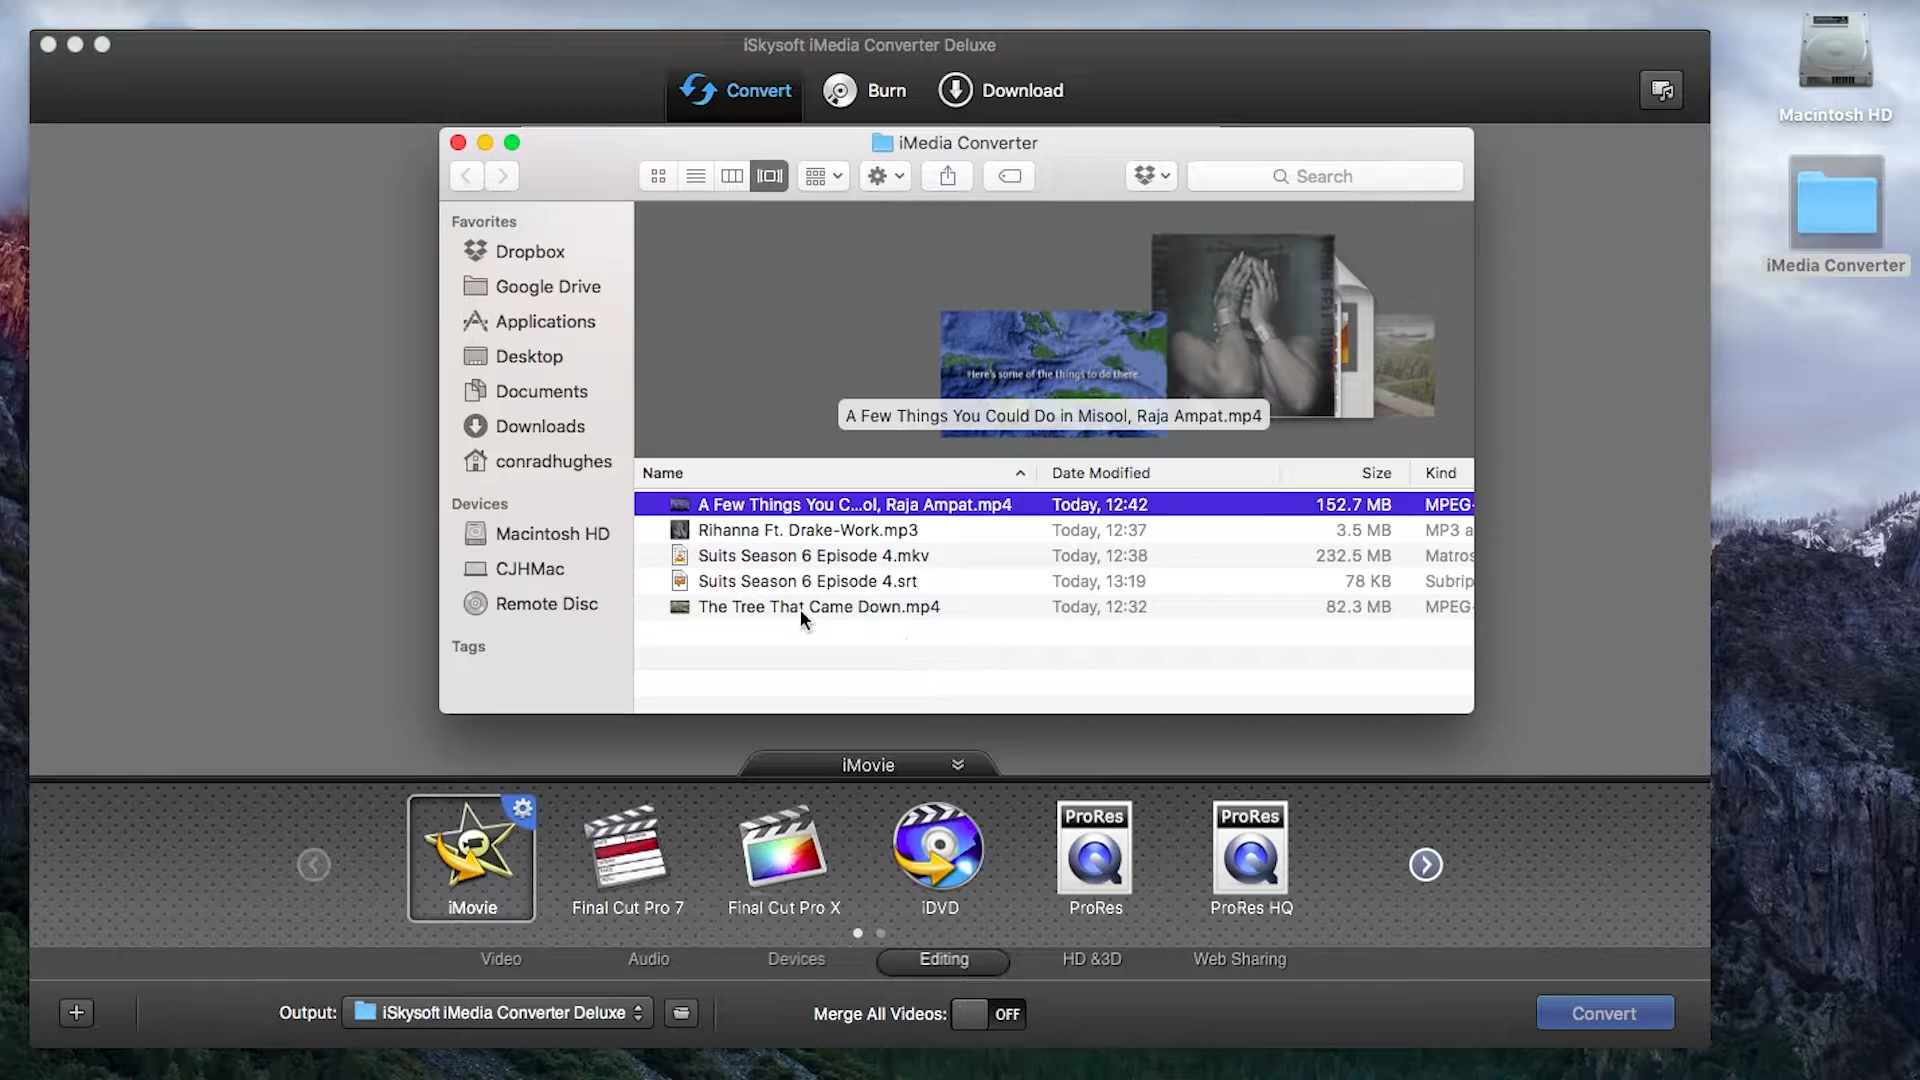 iSkysoft iMedia Converter Deluxe
Convert
Burn
Download
Macintosh HD
iMedia Converter
iMedia Converter
Search
Favorites
Dropbox
Google Drive
Applications
Desktop
Documents
Downloads
conradhughes
Devices
Macintosh HD
CJHMac
Remote Disc
Tags
Here's some of the things to do there.
A Few Things You Could Do in Misool, Raja Ampat.mp4
Name Date Modified Size Kind
A Few Things You C...ol, Raja Ampat.mp4 Today, 12:42 152.7 MB MPEG-
Rihanna Ft. Drake-Work.mp3 Today, 12:37 3.5 MB MP3 a
Suits Season 6 Episode 4.mkv Today, 12:38 232.5 MB Matros
Suits Season 6 Episode 4.srt Today, 13:19 78 KB Subrip
The Tree That Came Down.mp4 Today, 12:32 82.3 MB MPEG-
iMovie
ProRes ProRes
iMovie Final Cut Pro 7 Final Cut Pro X iDVD ProRes ProRes HQ
Video Audio Devices Editing HD &3D Web Sharing
Output: iSkysoft iMedia Converter Deluxe Merge All Videos: OFF Convert